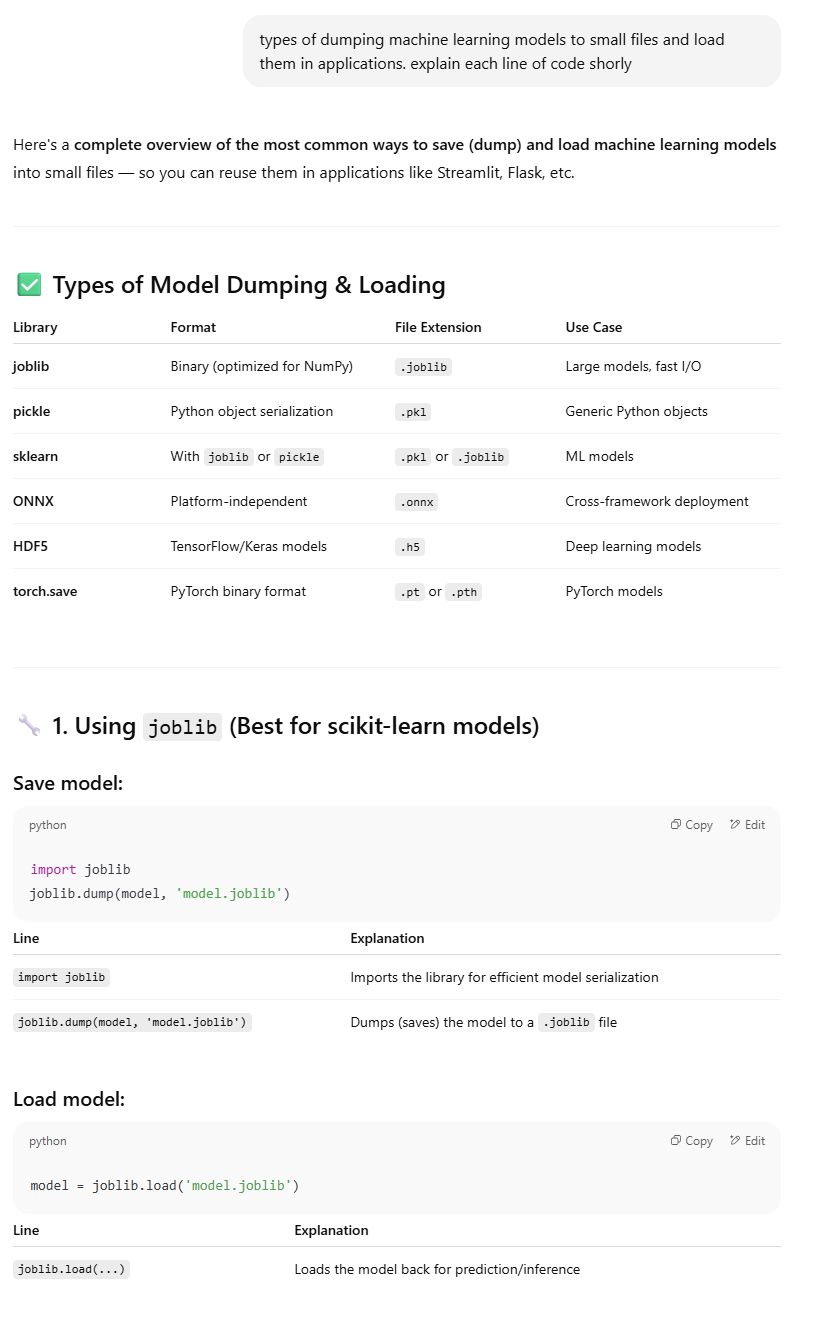 types of dumping machine learning models to small files and load
them in applications. explain each line of code shorly
Here's a complete overview of the most common ways to save (dump) and load machine learning models
into small files — so you can reuse them in applications like Streamlit, Flask, etc.
✅ Types of Model Dumping & Loading
Library Format File Extension Use Case
joblib Binary (optimized for NumPy) .joblib Large models, fast I/O
pickle Python object serialization .pkl Generic Python objects
sklearn With joblib or pickle .pkl or .joblib ML models
ONNX Platform-independent .onnx Cross-framework deployment
HDF5 TensorFlow/Keras models .h5 Deep learning models
torch.save PyTorch binary format .pt or .pth PyTorch models
🔧 1. Using joblib (Best for scikit-learn models)
Save model:
python Copy Edit
import joblib
joblib.dump(model, 'model.joblib')
Line Explanation
import joblib Imports the library for efficient model serialization
joblib.dump(model, 'model.joblib') Dumps (saves) the model to a .joblib file
Load model:
python Copy Edit
model = joblib.load('model.joblib')
Line Explanation
joblib.load(...) Loads the model back for prediction/inference